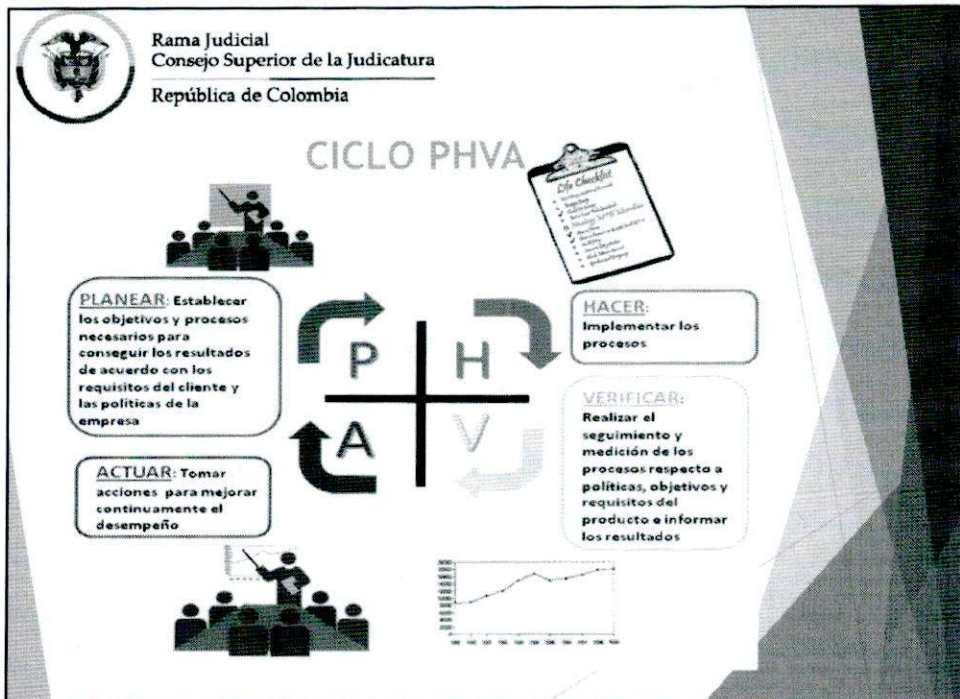 Rama Judicial
Consejo Superior de la Judicatura
República de Colombia
CICLO PHVA
Life Checklist
PLANEAR: Establecer
los objetivos y procesos
necesarios para
conseguir los resultados
de acuerdo con los
requisitos del cliente y
las políticas de la
empresa
P
H
HACER:
Implementar los
procesos
A
V
ACTUAR: Tomar
acciones para mejorar
continuamente el
desempeño
VERIFICAR:
Realizar el
seguimiento y
medición de los
procesos respecto a
políticas, objetivos y
requisitos del
producto e informar
los resultados